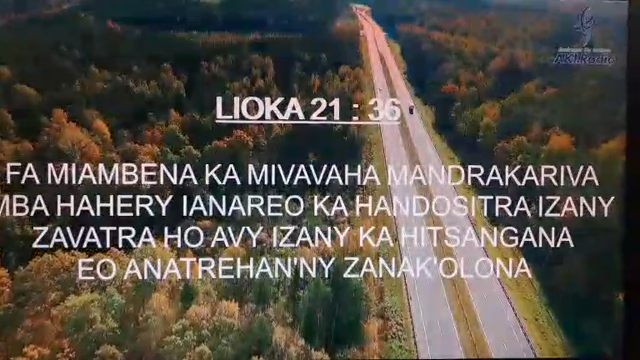 LIOKA 21 : 36
FA MIAMBENA KA MIVAVAHA MANDRAKARIVA
MBA HAHERY IANAREO KA HANDOSITRA IZANY
ZAVATRA HO AVY IZANY KA HITSANGANA
EO ANATREHAN'NY ZANAK'OLONA